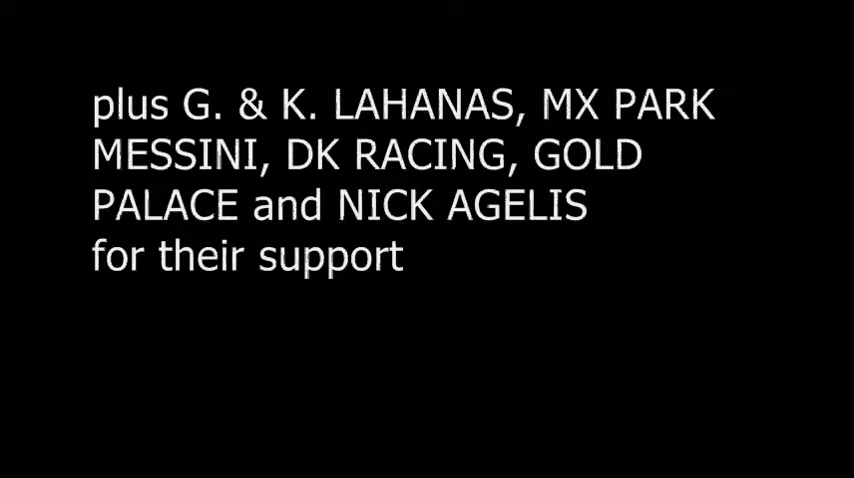 plus G. & K. LAHANAS, MX PARK
MESSINI, DK RACING, GOLD
PALACE and NICK AGELIS
for their support